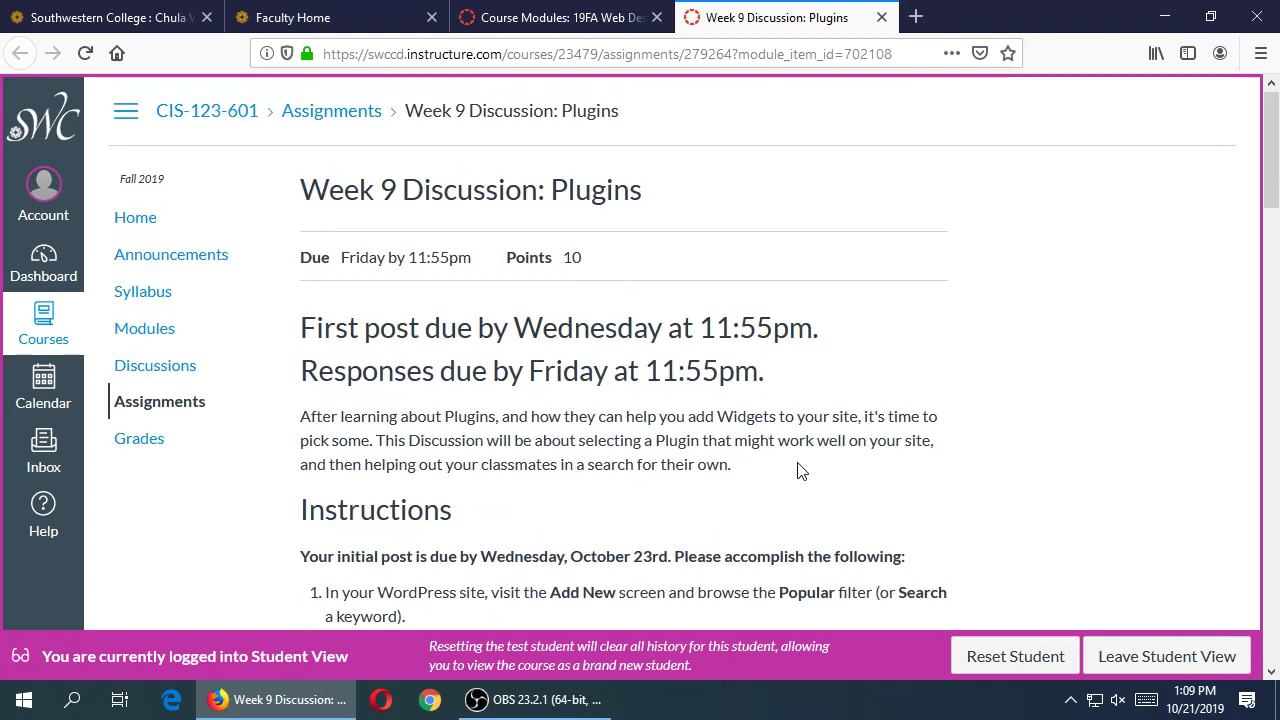 Southwestern College : Chula V
Faculty Home
Course Modules: 19FA Web De
Week 9 Discussion: Plugins
https://swccd.instructure.com/courses/23479/assignments/279264?module_item_id=702108
SWC
CIS-123-601 > Assignments > Week 9 Discussion: Plugins
Account
Dashboard
Courses
Calendar
Inbox
Help
Fall 2019
Home
Announcements
Syllabus
Modules
Discussions
Assignments
Grades
Week 9 Discussion: Plugins
Due Friday by 11:55pm Points 10
First post due by Wednesday at 11:55pm.
Responses due by Friday at 11:55pm.
After learning about Plugins, and how they can help you add Widgets to your site, it's time to
pick some. This Discussion will be about selecting a Plugin that might work well on your site,
and then helping out your classmates in a search for their own.
Instructions
Your initial post is due by Wednesday, October 23rd. Please accomplish the following:
1. In your WordPress site, visit the Add New screen and browse the Popular filter (or Search
a keyword).
You are currently logged into Student View
Resetting the test student will clear all history for this student, allowing
you to view the course as a brand new student.
Reset Student
Leave Student View
Week 9 Discussion: ...
OBS 23.2.1 (64-bit, ...
1:09 PM
10/21/2019